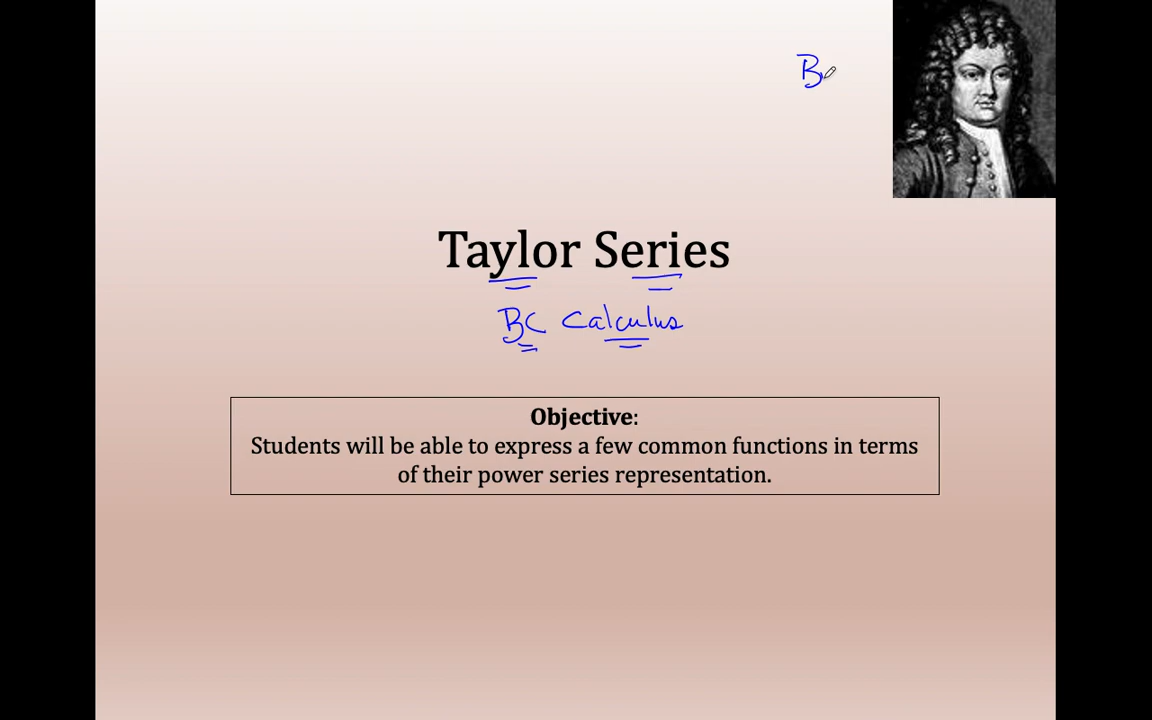 B
Taylor Series
BC Calculus
Objective:
Students will be able to express a few common functions in terms
of their power series representation.